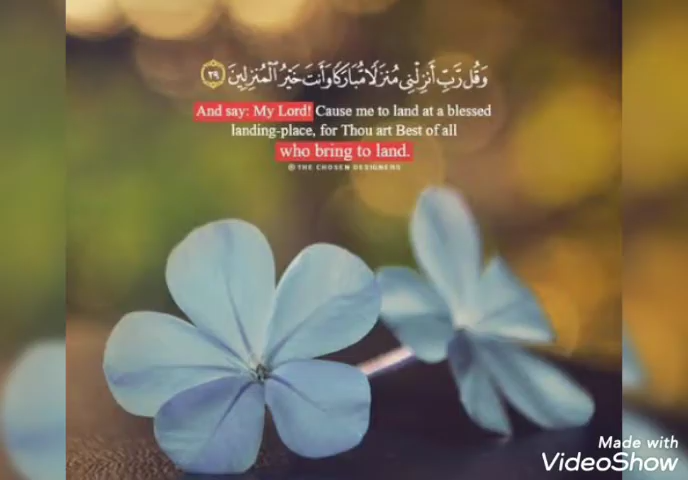 وَقُل رَّبِّ أَنزِلْنِي مُنزَلًا مُّبَارَكًا وَأَنتَ خَيْرُ الْمُنزِلِينَ ٢٩
And say: My Lord! Cause me to land at a blessed
landing-place, for Thou art Best of all
who bring to land.
© THE CHOSEN DESIGNERS
Made with
VideoShow